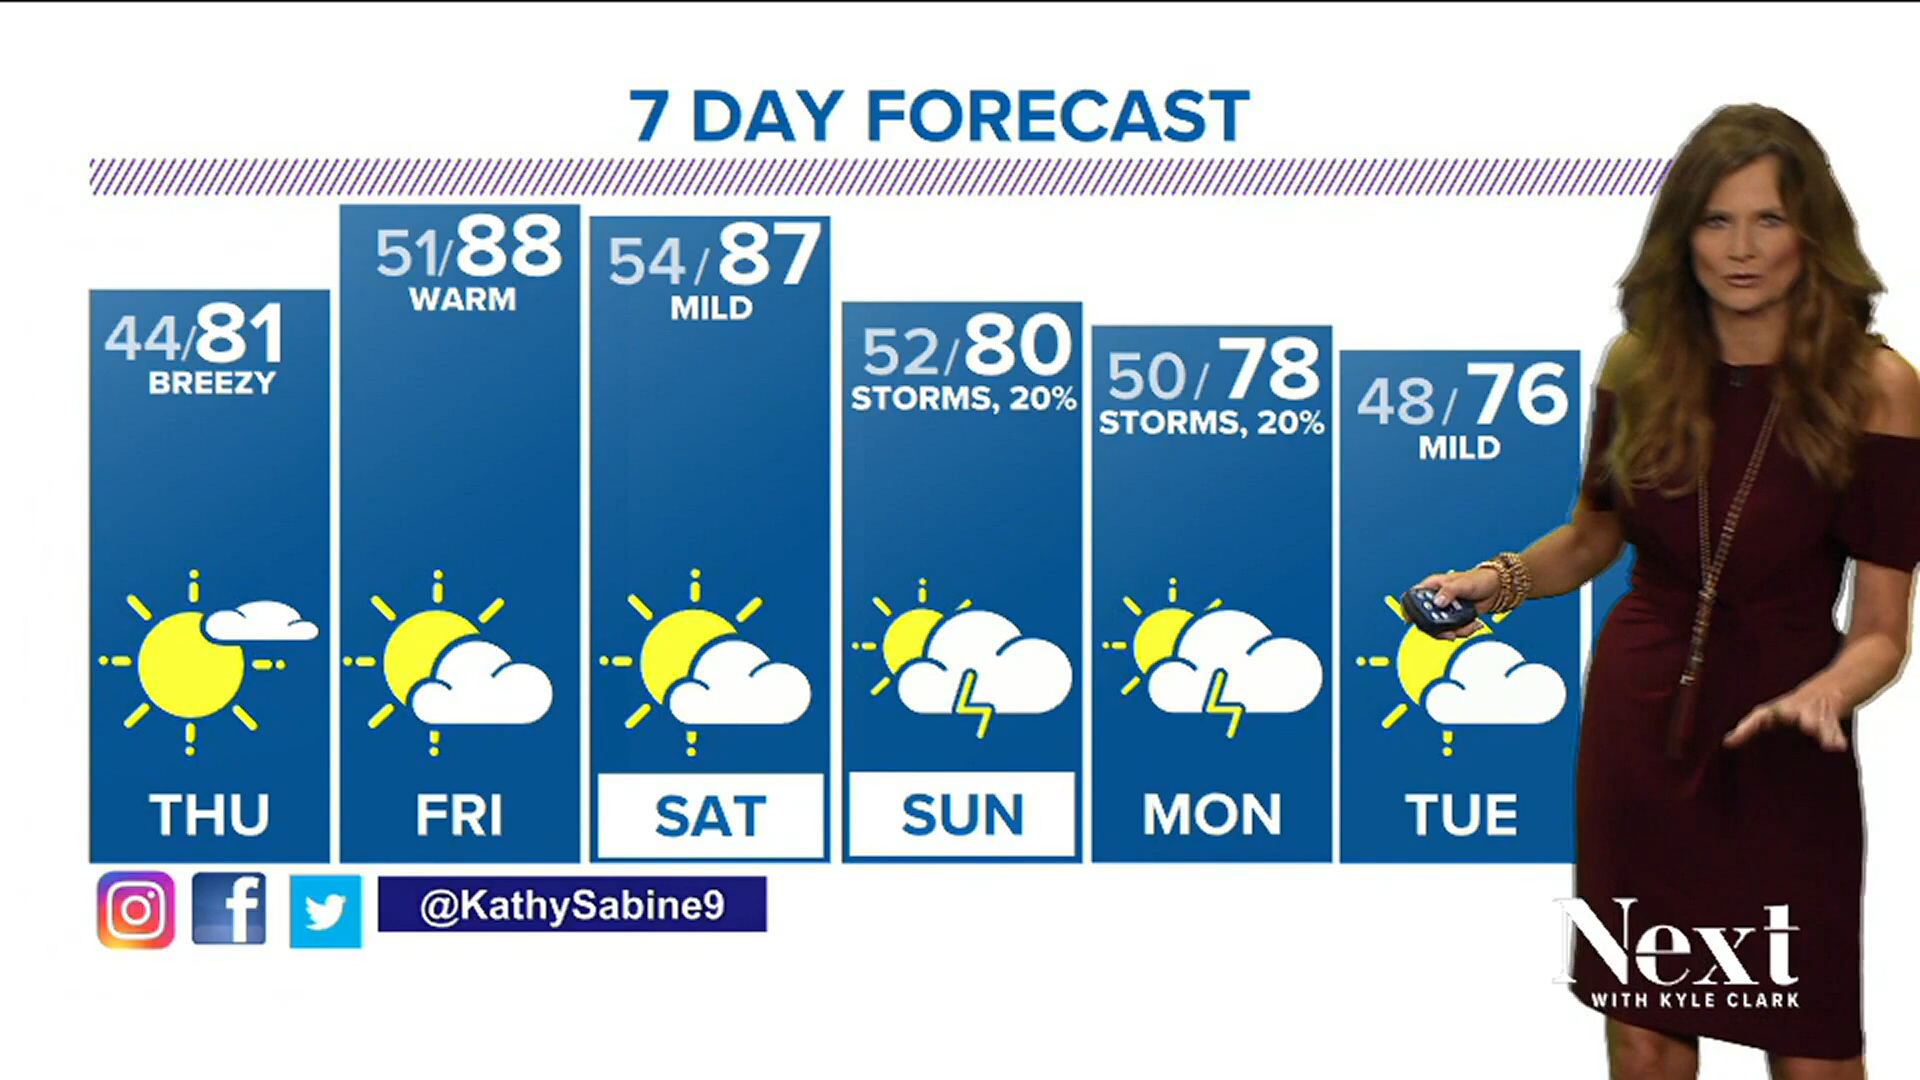 7 DAY FORECAST
44/81
BREEZY
THU
51/88
WARM
FRI
54/87
MILD
SAT
52/80
STORMS, 20%
SUN
50/78
STORMS, 20%
MON
48/76
MILD
TUE
@KathySabine9
Next
WITH KYLE CLARK